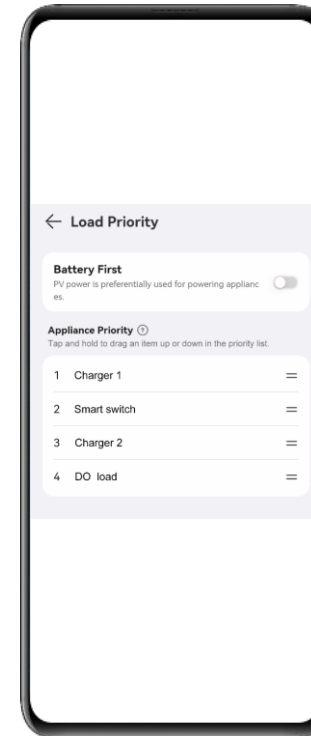 ← Load Priority
Battery First
PV power is preferentially used for powering applianc
es.
Appliance Priority ?
Tap and hold to drag an item up or down in the priority list.
1 Charger 1
2 Smart switch
3 Charger 2
4 DO load